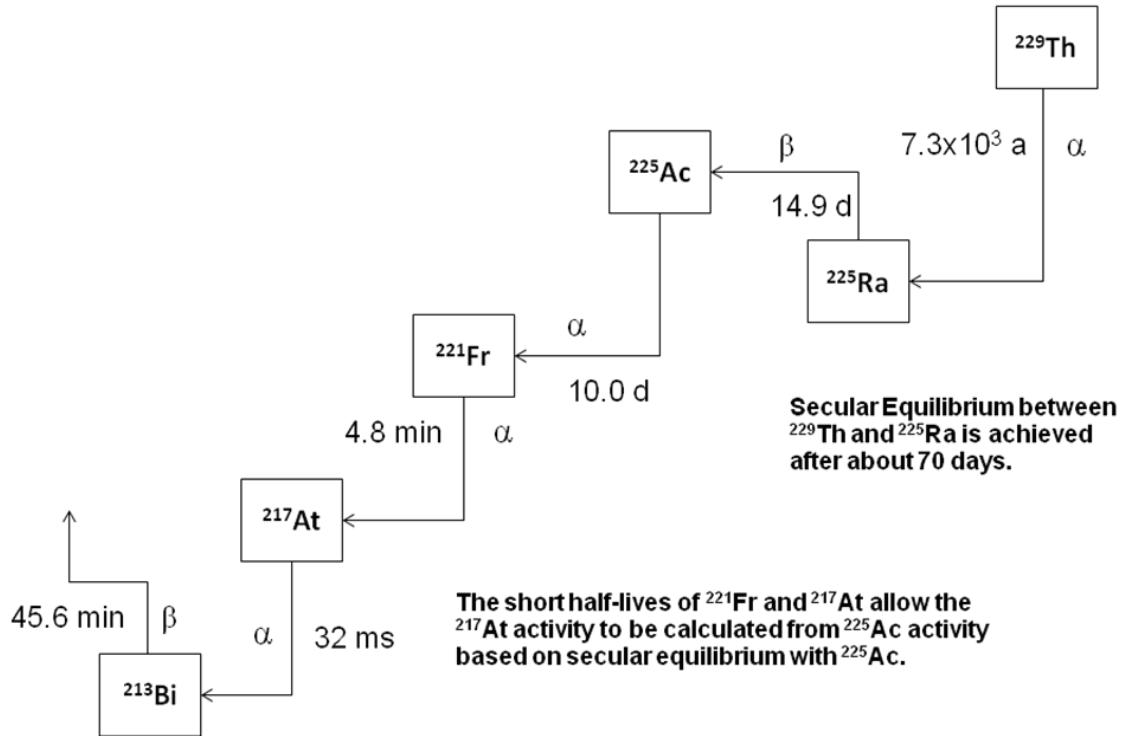 ²²⁹Th
7.3x10³ a
α
²²⁵Ac
β
14.9 d
²²⁵Ra
²²¹Fr
α
10.0 d
Secular Equilibrium between
²²⁹Th and ²²⁵Ra is achieved
after about 70 days.
4.8 min
α
²¹⁷At
45.6 min
β
α
32 ms
The short half-lives of ²²¹Fr and ²¹⁷At allow the
²¹⁷At activity to be calculated from ²²⁵Ac activity
based on secular equilibrium with ²²⁵Ac.
²¹³Bi